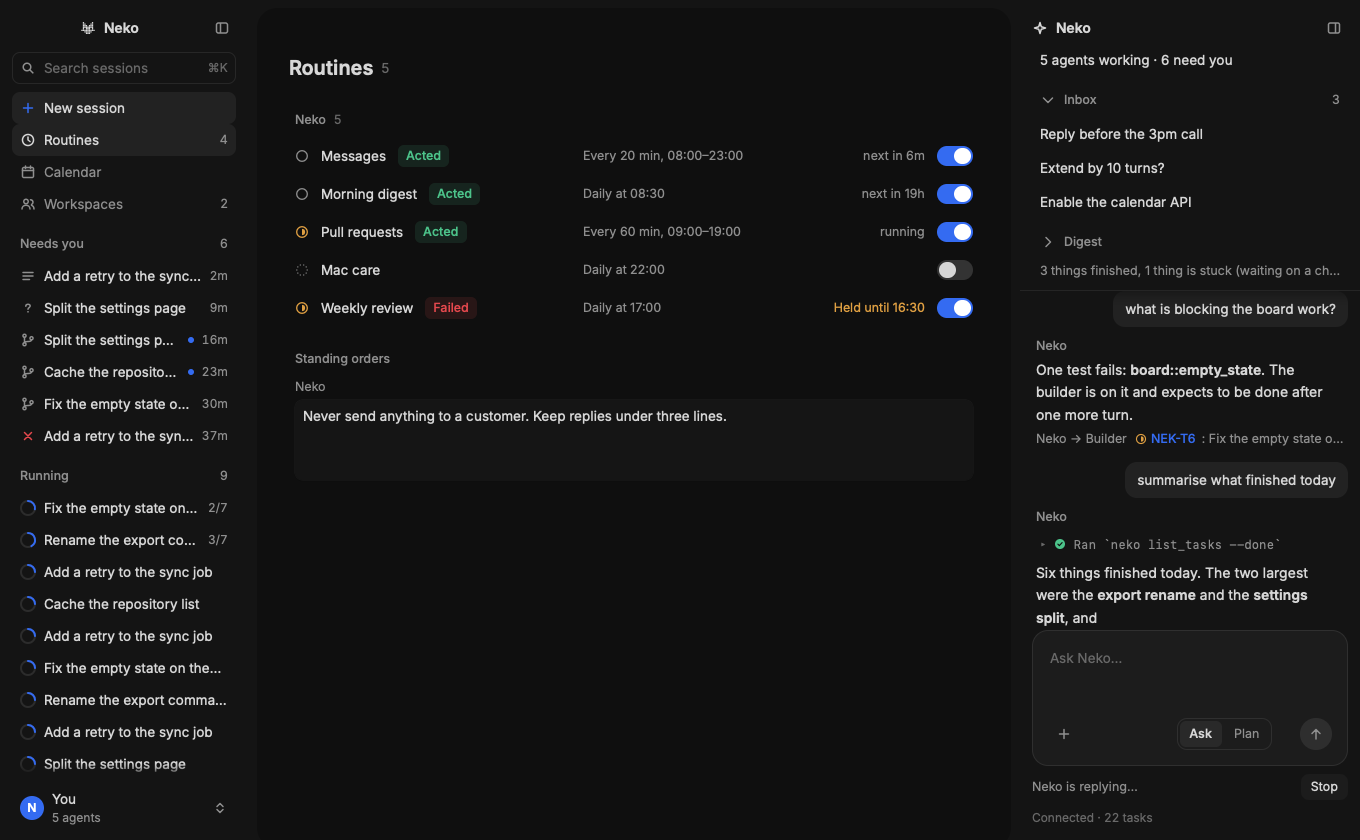 Neko
Search sessions ⌘K
New session
Routines 4
Calendar
Workspaces 2
Needs you 6
Add a retry to the sync... 2m
? Split the settings page 9m
Split the settings p... 16m
Cache the reposito... 23m
Fix the empty state o... 30m
Add a retry to the syn... 37m
Running 9
Fix the empty state on... 2/7
Rename the export co... 3/7
Add a retry to the sync job
Cache the repository list
Add a retry to the sync job
Fix the empty state on the...
Rename the export comma...
Add a retry to the sync job
Split the settings page
N You
5 agents
Routines 5
Neko 5
Messages Acted Every 20 min, 08:00–23:00 next in 6m
Morning digest Acted Daily at 08:30 next in 19h
Pull requests Acted Every 60 min, 09:00–19:00 running
Mac care Daily at 22:00
Weekly review Failed Daily at 17:00 Held until 16:30
Standing orders
Neko
Never send anything to a customer. Keep replies under three lines.
Neko
5 agents working · 6 need you
Inbox 3
Reply before the 3pm call
Extend by 10 turns?
Enable the calendar API
Digest
3 things finished, 1 thing is stuck (waiting on a ch...
what is blocking the board work?
Neko
One test fails: board::empty_state. The
builder is on it and expects to be done after
one more turn.
Neko → Builder NEK-T6 : Fix the empty state o...
summarise what finished today
Neko
Ran `neko list_tasks --done`
Six things finished today. The two largest
were the export rename and the settings
split, and
Ask Neko...
Ask Plan
Neko is replying... Stop
Connected · 22 tasks